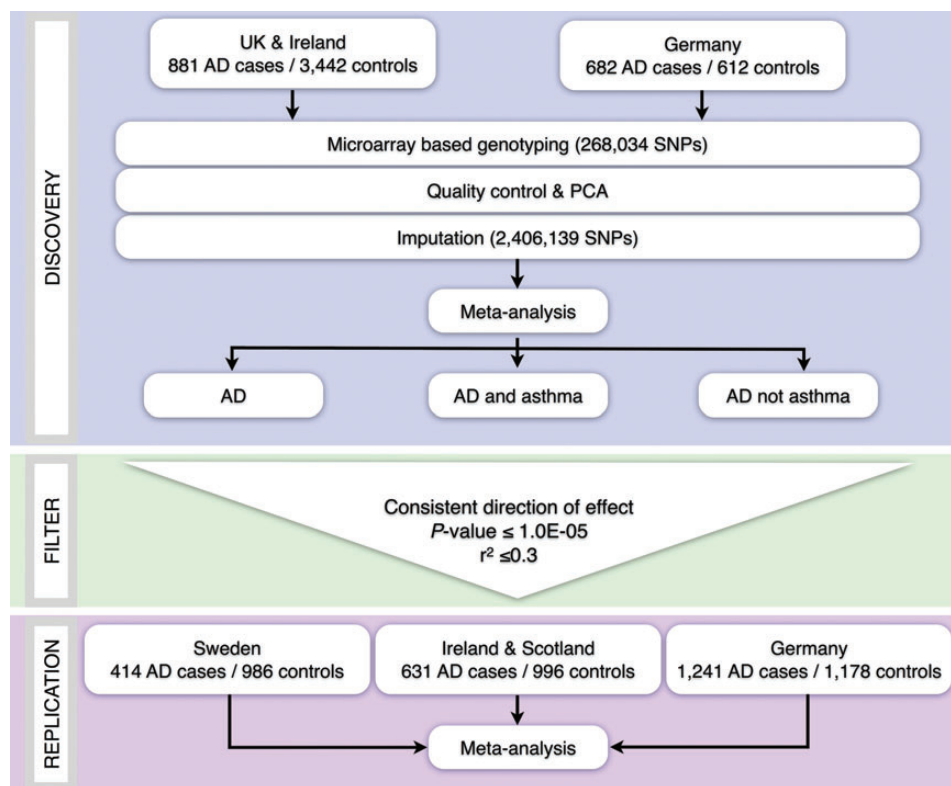 DISCOVERY
UK & Ireland
881 AD cases / 3,442 controls
Germany
682 AD cases / 612 controls
Microarray based genotyping (268,034 SNPs)
Quality control & PCA
Imputation (2,406,139 SNPs)
Meta-analysis
AD
AD and asthma
AD not asthma
FILTER
Consistent direction of effect
P-value ≤ 1.0E-05
r² ≤0.3
REPLICATION
Sweden
414 AD cases / 986 controls
Ireland & Scotland
631 AD cases / 996 controls
Germany
1,241 AD cases / 1,178 controls
Meta-analysis